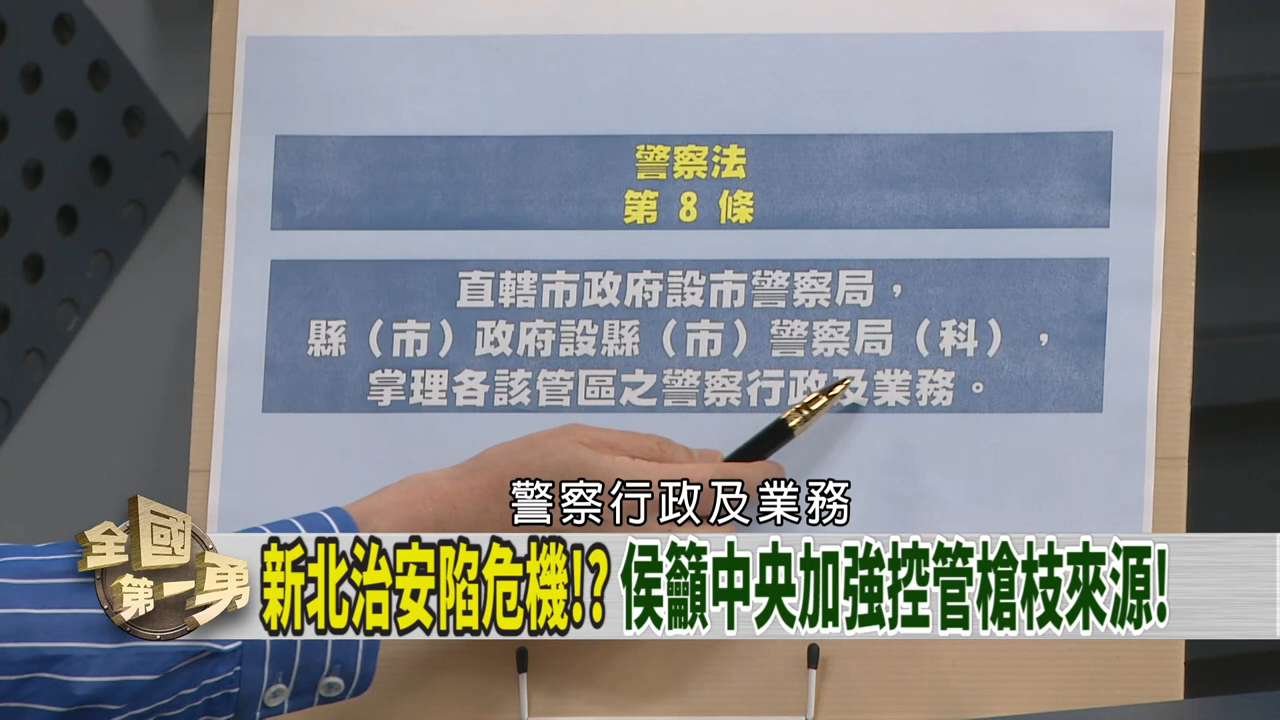 警察法
第 8 條
直轄市政府設市警察局，
縣（市）政府設縣（市）警察局（科），
掌理各該管區之警察行政及業務。
警察行政及業務
全國第一勇
新北治安陷危機!? 侯籲中央加強控管槍枝來源!